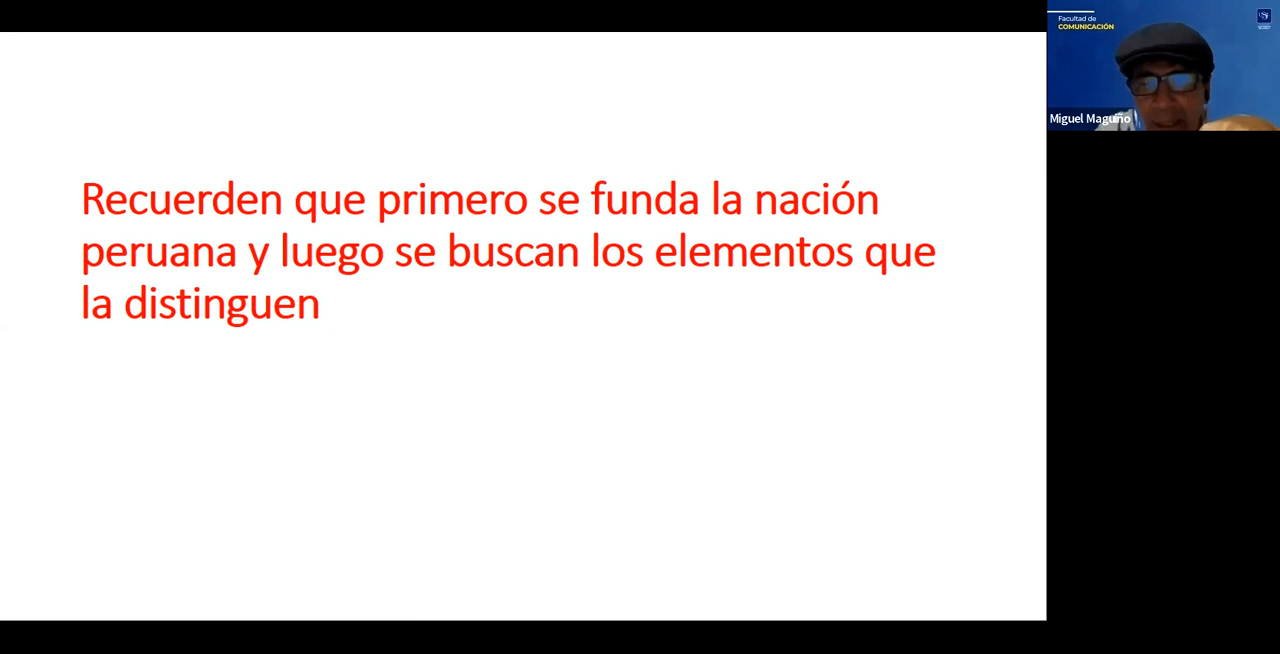 Recuerden que primero se funda la nación
peruana y luego se buscan los elementos que
la distinguen
Facultad de
COMUNICACIÓN
Miguel Maguiño